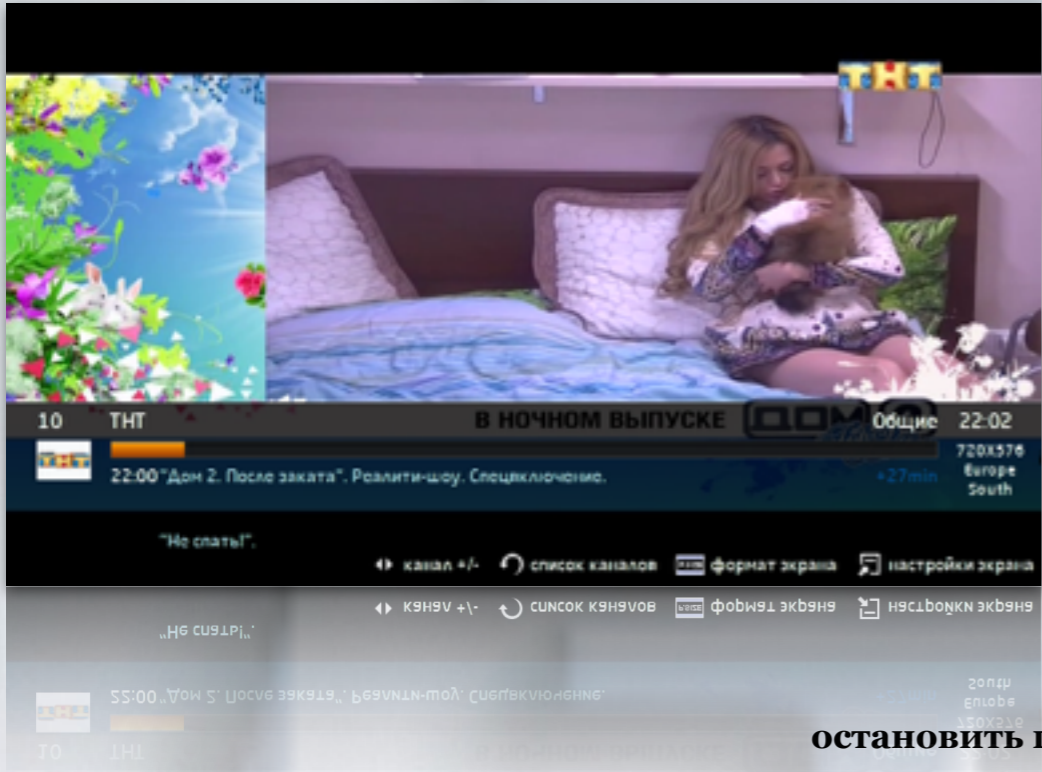 ТНТ
10 ТНТ В НОЧНОМ ВЫПУСКЕ ДОМ 2 Общие 22:02
ТНТ 720X576
22:00 "Дом 2. После заката". Реалити-шоу. Спецвключение. +27min Europe
South
"Не спать!".
канал +/- список каналов формат экрана настройки экрана
остановить